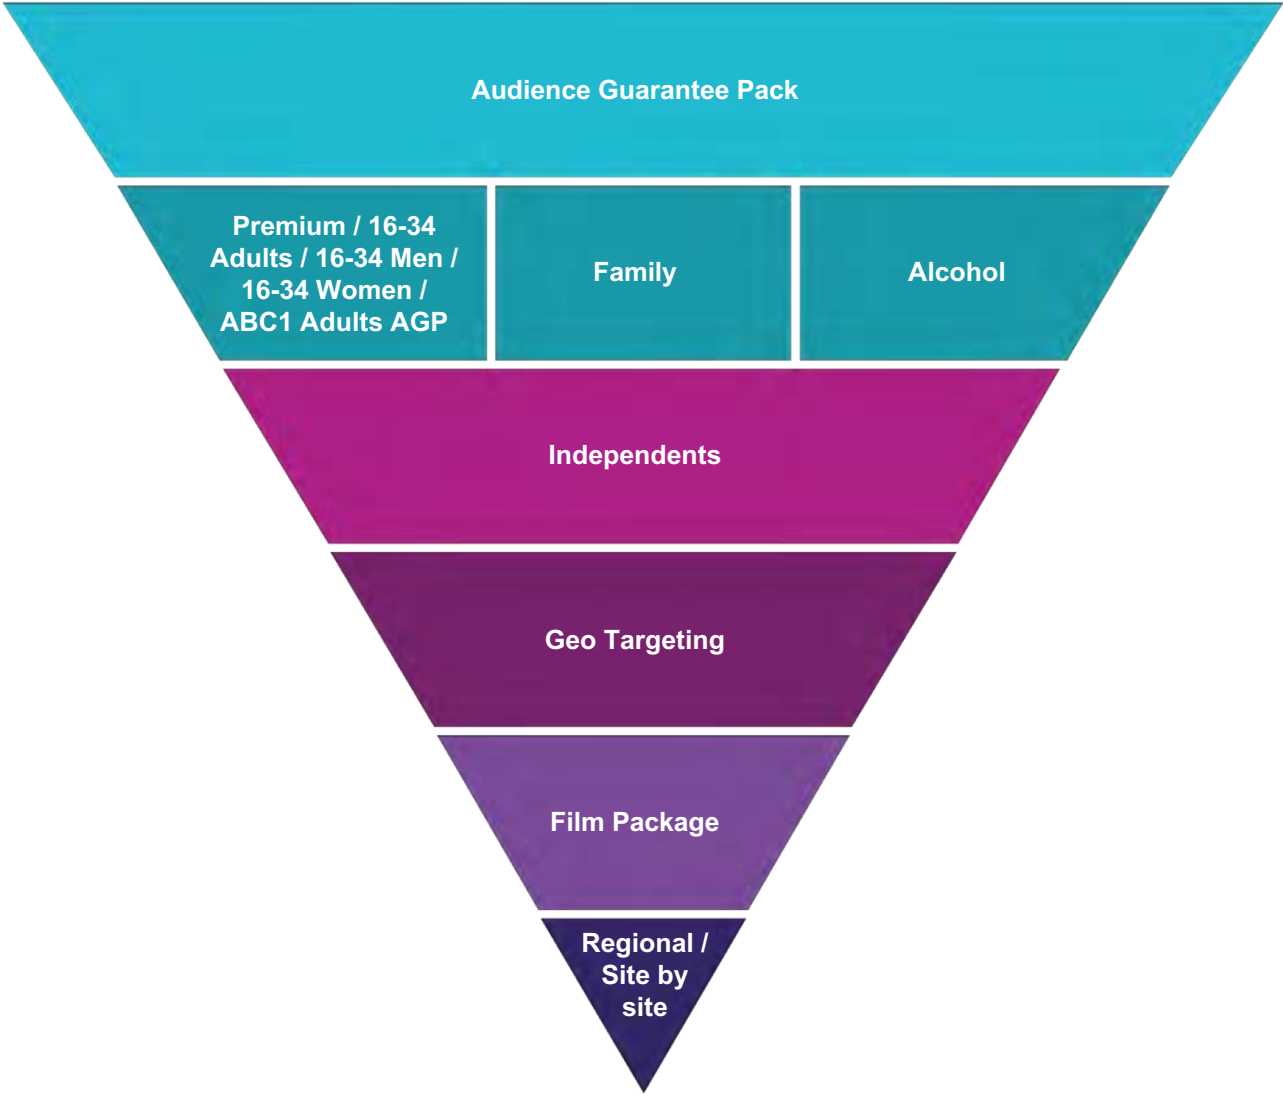 Audience Guarantee Pack
Premium / 16-34
Adults / 16-34 Men /
16-34 Women /
ABC1 Adults AGP
Family
Alcohol
Independents
Geo Targeting
Film Package
Regional /
Site by
site